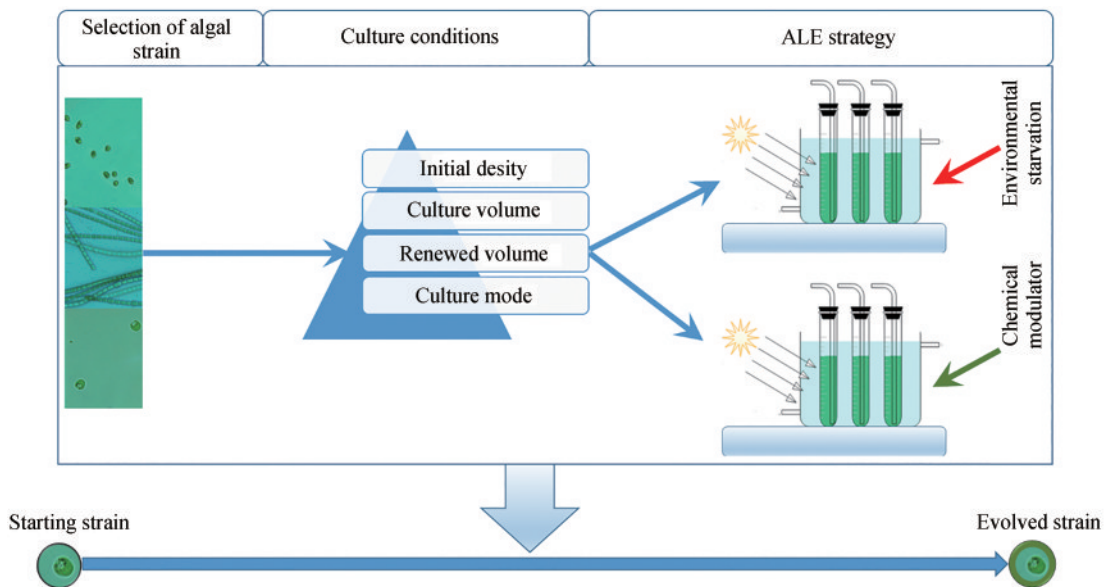 Selection of algal
strain
Culture conditions
ALE strategy
Initial desity
Culture volume
Renewed volume
Culture mode
Environmental
starvation
Chemical
modulator
Starting strain
Evolved strain